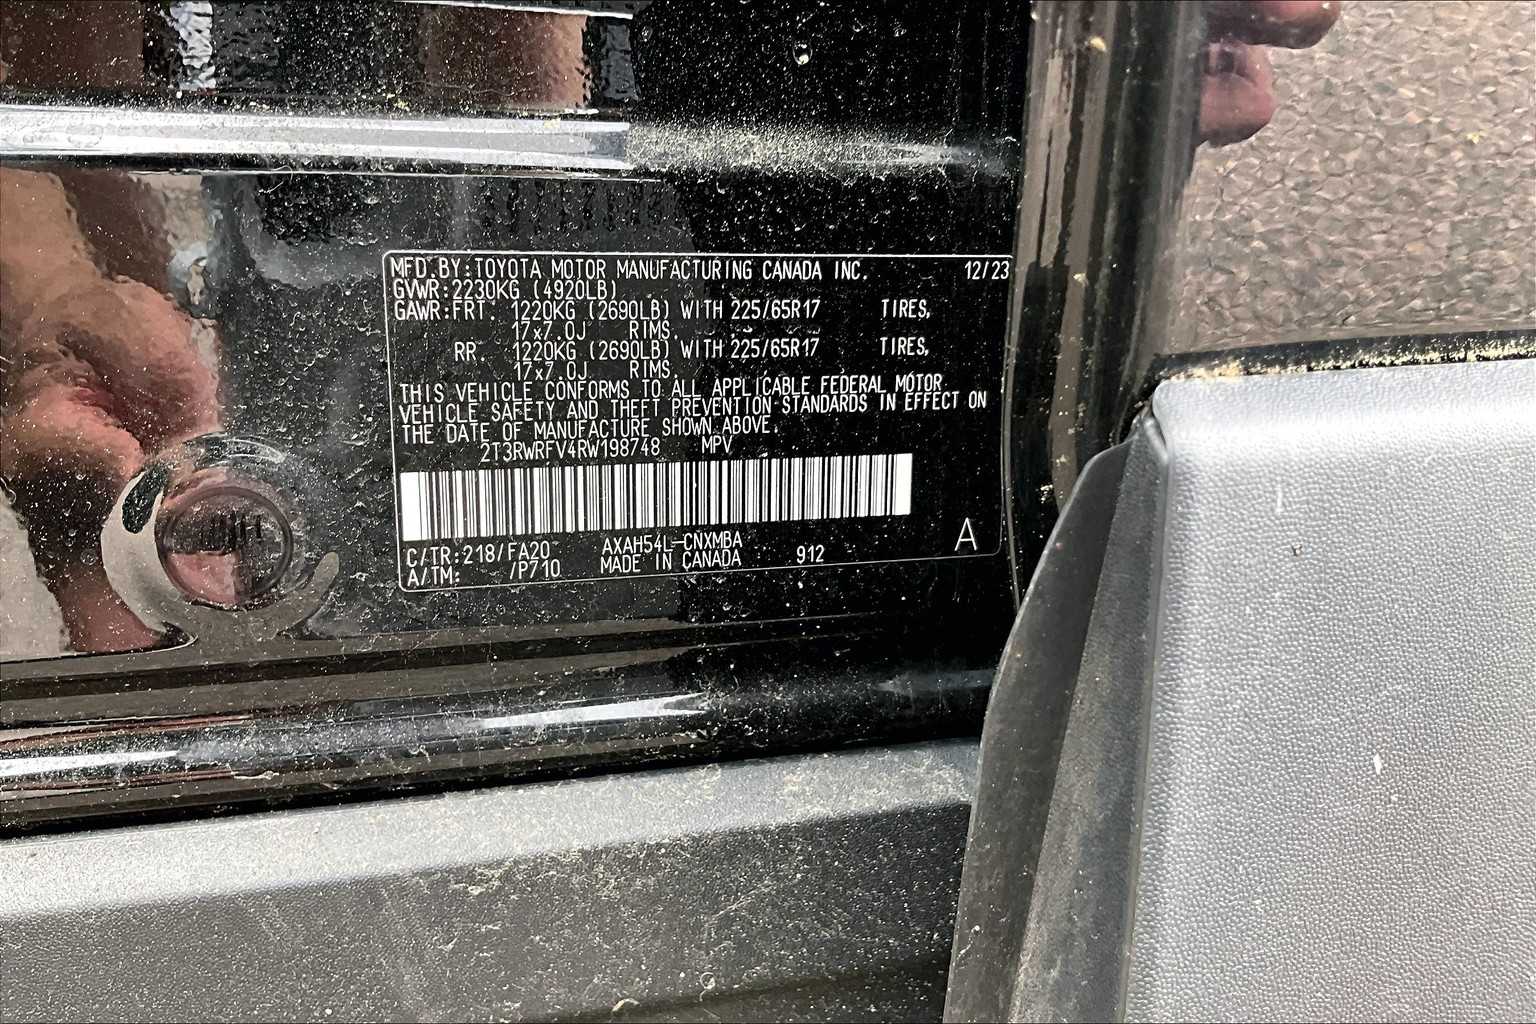 MFD.BY:TOYOTA MOTOR MANUFACTURING CANADA INC. 12/23
GVWR:2230KG (4920LB)
GAWR:FRT. 1220KG (2690LB) WITH 225/65R17 TIRES,
17x7.0J RIMS.
RR. 1220KG (2690LB) WITH 225/65R17 TIRES,
17x7.0J RIMS.
THIS VEHICLE CONFORMS TO ALL APPLICABLE FEDERAL MOTOR
VEHICLE SAFETY AND THEFT PREVENTION STANDARDS IN EFFECT ON
THE DATE OF MANUFACTURE SHOWN ABOVE.
2T3RWRFV4RW198748 MPV
C/TR:218/FA20 AXAH54L-CNXMBA 912 A
A/TM: /P710 MADE IN CANADA